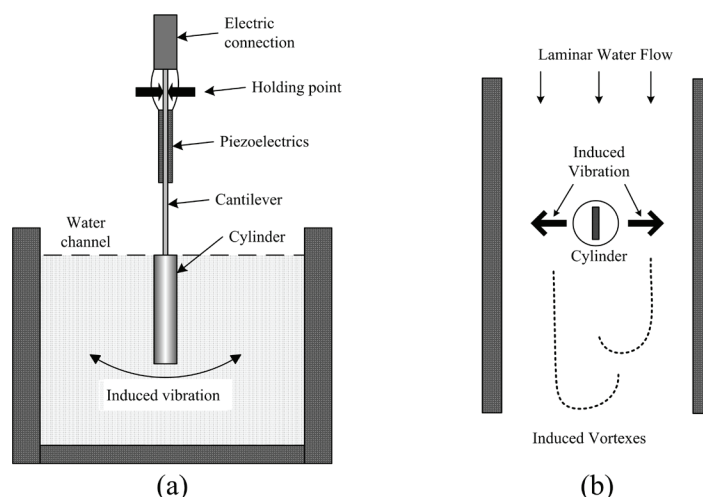 Electric
connection
Holding point
Piezoelectrics
Cantilever
Water
channel
Cylinder
Induced vibration
(a)
Laminar Water Flow
Induced
Vibration
Cylinder
Induced Vortexes
(b)